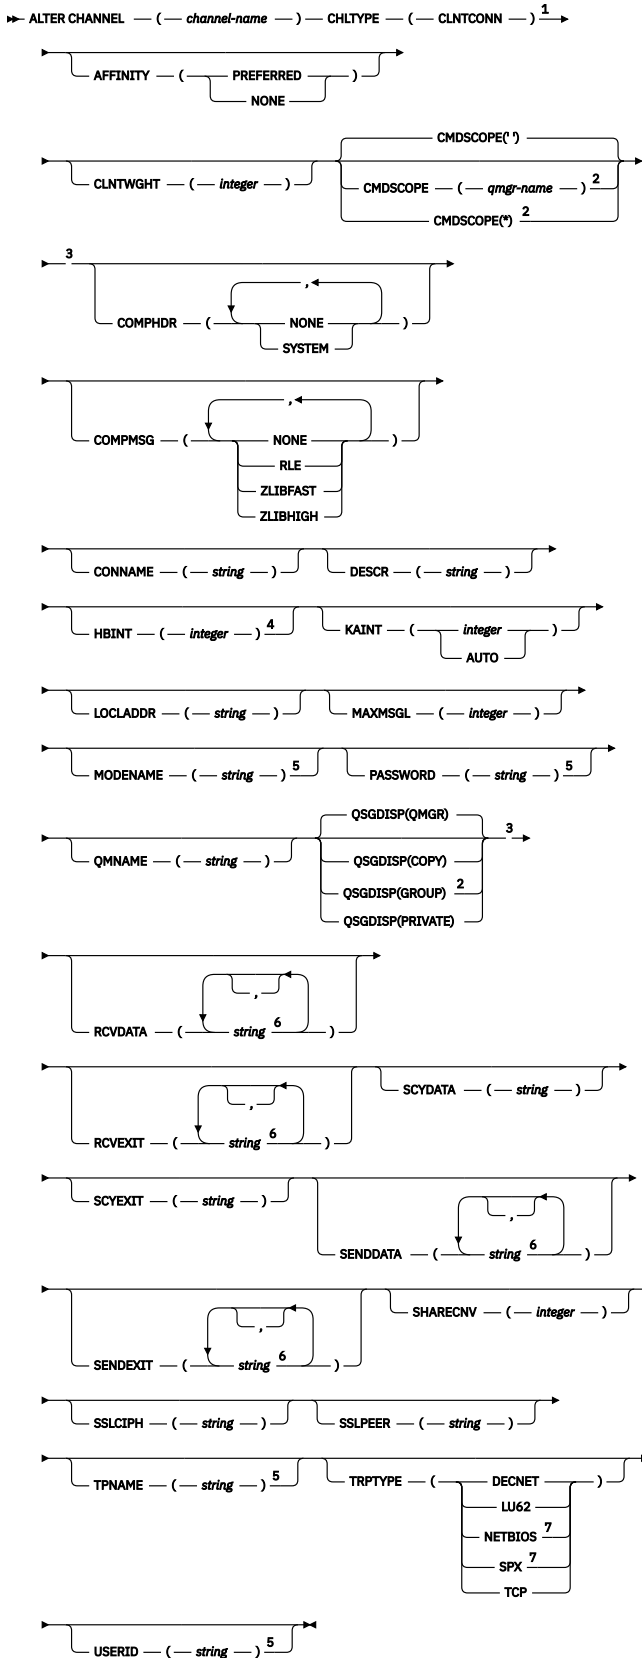 ALTER CHANNEL ( channel-name ) CHLTYPE ( CLNTCONN ) 1
AFFINITY ( PREFERRED )
NONE
CMDSCOPE(' ')
CLNTWGHT ( integer ) CMDSCOPE ( qmgr-name ) 2
CMDSCOPE(*) 2
3
,
COMPHDR ( NONE )
SYSTEM
,
COMPMSG ( NONE )
RLE
ZLIBFAST
ZLIBHIGH
CONNAME ( string ) DESCR ( string )
HBINT ( integer ) 4 KAINT ( integer )
AUTO
LOCLADDR ( string ) MAXMSGL ( integer )
MODENAME ( string ) 5 PASSWORD ( string ) 5
QSGDISP(QMGR) 3
QMNAME ( string ) QSGDISP(COPY)
QSGDISP(GROUP) 2
QSGDISP(PRIVATE)
,
RCVDATA ( string 6 )
SCYDATA ( string )
,
RCVEXIT ( string 6 )
SCYEXIT ( string )
,
SENDDATA ( string 6 )
SHARECNV ( integer )
,
SENDEXIT ( string 6 )
SSLCIPH ( string ) SSLPEER ( string )
TPNAME ( string ) 5 TRPTYPE ( DECNET )
LU62
NETBIOS 7
SPX 7
TCP
USERID ( string ) 5